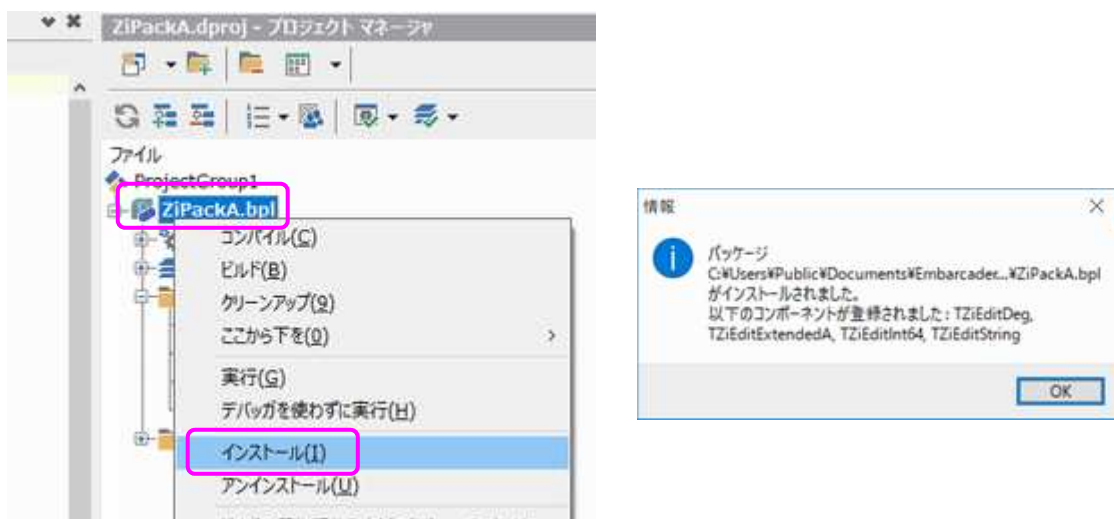 ZiPackA.dproj - プロジェクト マネージャ
ファイル
ProjectGroup1
ZiPackA.bpl
コンパイル(C)
ビルド(B)
クリーンアップ(9)
ここから下を(0)
実行(G)
デバッガを使わずに実行(H)
インストール(I)
アンインストール(U)
情報
パッケージ
C:¥Users¥Public¥Documents¥Embarcader...¥ZiPackA.bpl
がインストールされました。
以下のコンポーネントが登録されました : TZiEditDeg,
TZiEditExtendedA, TZiEditInt64, TZiEditString
OK